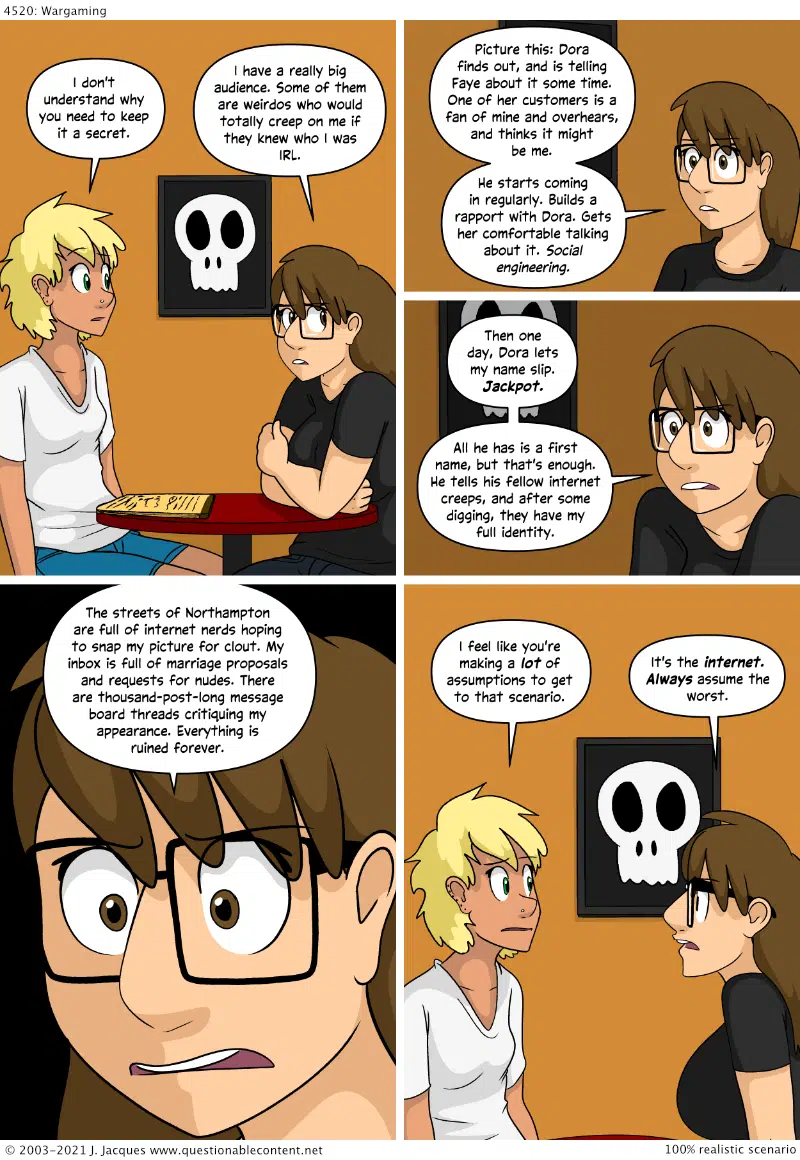 4520: Wargaming
I don't
understand why
you need to keep
it a secret.
I have a really big
audience. Some of them
are weirdos who would
totally creep on me if
they knew who I was
IRL.
Picture this: Dora
finds out, and is telling
Faye about it some time.
One of her customers is a
fan of mine and overhears,
and thinks it might
be me.
He starts coming
in regularly. Builds a
rapport with Dora. Gets
her comfortable talking
about it. Social
engineering.
Then one
day, Dora lets
my name slip.
Jackpot.
All he has is a first
name, but that's enough.
He tells his fellow internet
creeps, and after some
digging, they have my
full identity.
The streets of Northampton
are full of internet nerds hoping
to snap my picture for clout. My
inbox is full of marriage proposals
and requests for nudes. There
are thousand-post-long message
board threads critiquing my
appearance. Everything is
ruined forever.
I feel like you're
making a lot of
assumptions to get
to that scenario.
It's the internet.
Always assume the
worst.
© 2003-2021 J. Jacques www.questionablecontent.net
100% realistic scenario